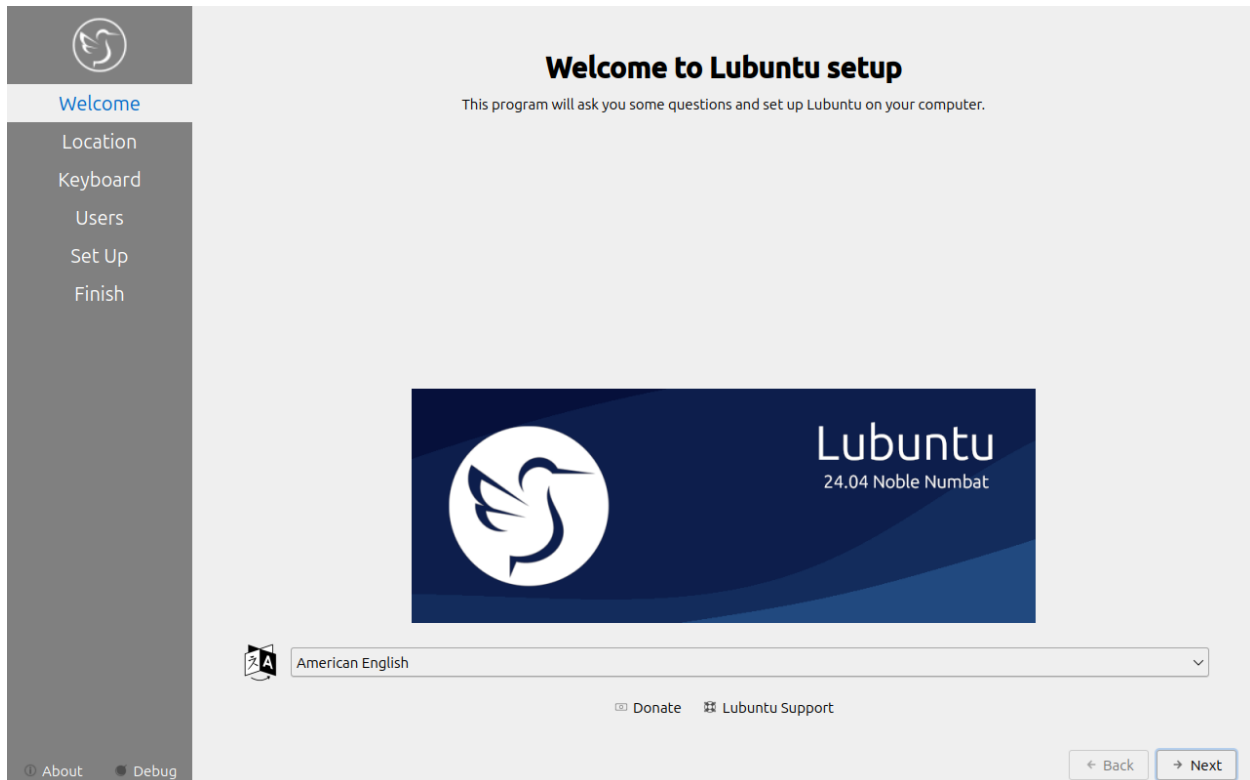 Welcome
Location
Keyboard
Users
Set Up
Finish
About Debug
Welcome to Lubuntu setup
This program will ask you some questions and set up Lubuntu on your computer.
Lubuntu
24.04 Noble Numbat
American English
Donate Lubuntu Support
Back Next